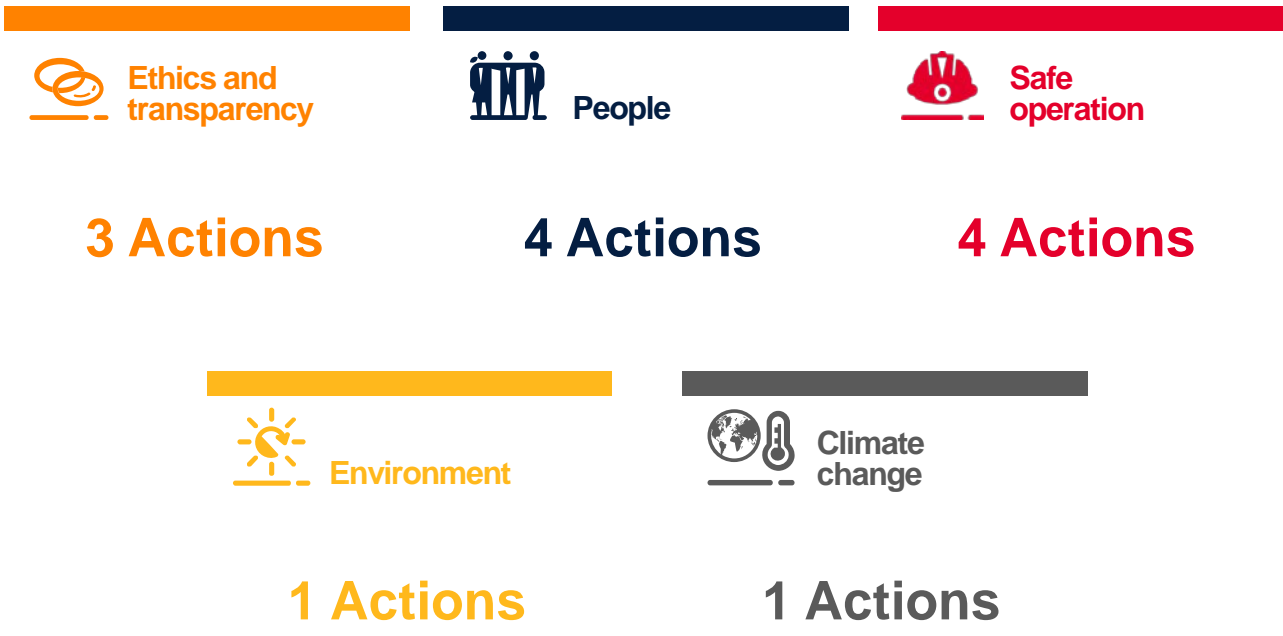 Ethics and
transparency
People
Safe
operation
3 Actions
4 Actions
4 Actions
Environment
Climate
change
1 Actions
1 Actions